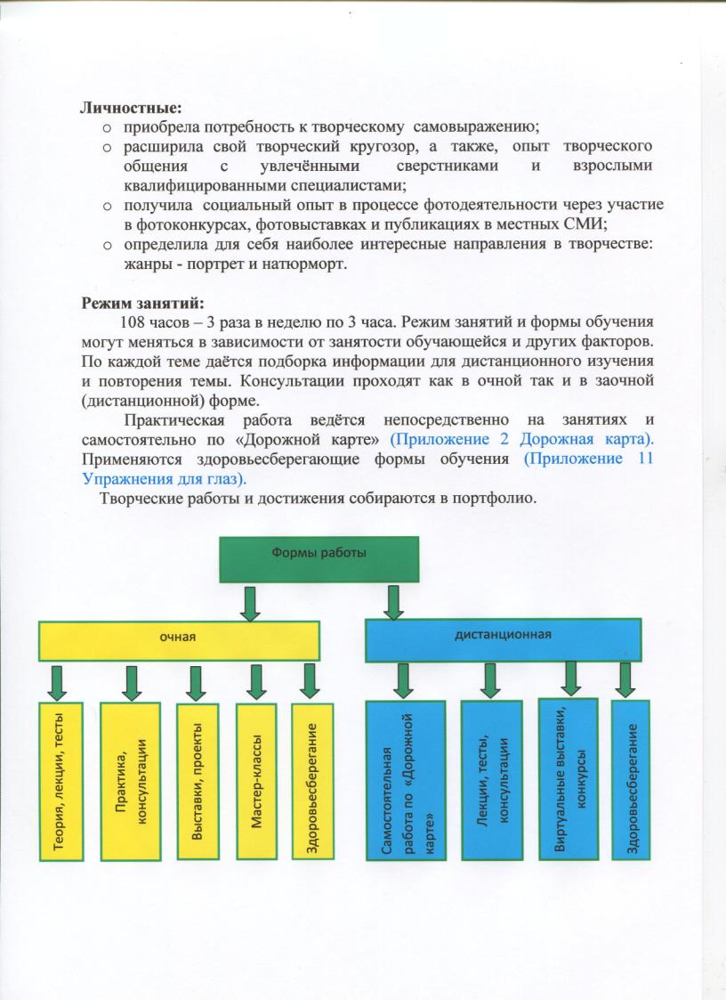 Личностные:
o приобрела потребность к творческому самовыражению;
o расширила свой творческий кругозор, а также, опыт творческого
общения с увлечёнными сверстниками и взрослыми
квалифицированными специалистами;
o получила социальный опыт в процессе фотодеятельности через участие
в фотоконкурсах, фотовыставках и публикациях в местных СМИ;
o определила для себя наиболее интересные направления в творчестве:
жанры - портрет и натюрморт.
Режим занятий:
108 часов – 3 раза в неделю по 3 часа. Режим занятий и формы обучения
могут меняться в зависимости от занятости обучающейся и других факторов.
По каждой теме даётся подборка информации для дистанционного изучения
и повторения темы. Консультации проходят как в очной так и в заочной
(дистанционной) форме.
Практическая работа ведётся непосредственно на занятиях и
самостоятельно по «Дорожной карте» (Приложение 2 Дорожная карта).
Применяются здоровьесберегающие формы обучения (Приложение 11
Упражнения для глаз).
Творческие работы и достижения собираются в портфолио.
Формы работы
очная
дистанционная
Теория, лекции, тесты
Практика,
консультации
Выставки, проекты
Мастер-классы
Здоровьесберегание
Самостоятельная
работа по «Дорожной
карте»
Лекции, тесты,
консультации
Виртуальные выставки,
конкурсы
Здоровьесберегание